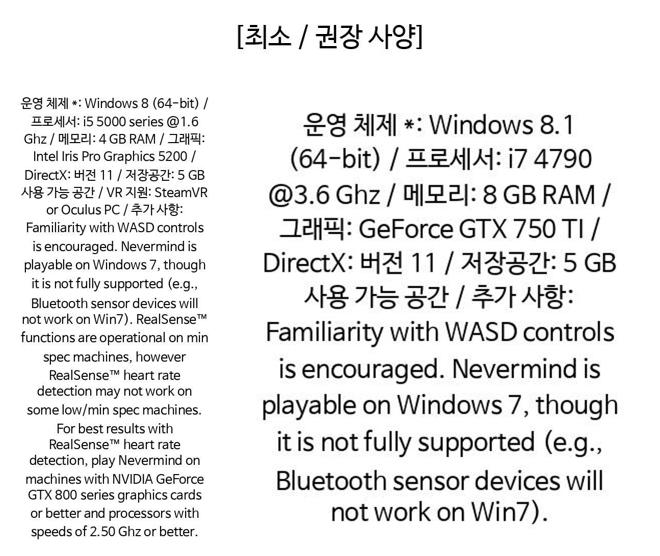 [최소 / 권장 사양]
운영 체제 *: Windows 8 (64-bit) /
프로세서: i5 5000 series @1.6
Ghz / 메모리: 4 GB RAM / 그래픽:
Intel Iris Pro Graphics 5200 /
DirectX: 버전 11 / 저장공간: 5 GB
사용 가능 공간 / VR 지원: SteamVR
or Oculus PC / 추가 사항:
Familiarity with WASD controls
is encouraged. Nevermind is
playable on Windows 7, though
it is not fully supported (e.g.,
Bluetooth sensor devices will
not work on Win7). RealSense™
functions are operational on min
spec machines, however
RealSense™ heart rate
detection may not work on
some low/min spec machines.
For best results with
RealSense™ heart rate
detection, play Nevermind on
machines with NVIDIA GeForce
GTX 800 series graphics cards
or better and processors with
speeds of 2.50 Ghz or better.
운영 체제 *: Windows 8.1
(64-bit) / 프로세서: i7 4790
@3.6 Ghz / 메모리: 8 GB RAM /
그래픽: GeForce GTX 750 TI /
DirectX: 버전 11 / 저장공간: 5 GB
사용 가능 공간 / 추가 사항:
Familiarity with WASD controls
is encouraged. Nevermind is
playable on Windows 7, though
it is not fully supported (e.g.,
Bluetooth sensor devices will
not work on Win7).